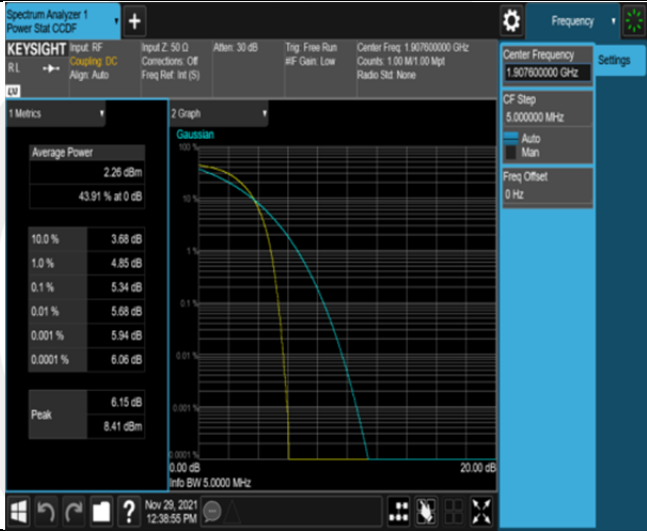 Spectrum Analyzer 1
Power Stat CCDF
+
Frequency
KEYSIGHT Input: RF Input Z: 50 Ω Atten: 30 dB Trig: Free Run Center Freq: 1.907600000 GHz
RL Coupling: DC Corrections: Off #IF Gain: Low Counts: 1.00 M/1.00 Mpt
Align: Auto Freq Ref: Int (S) Radio Std: None
Center Frequency
1.907600000 GHz
Settings
CF Step
5.000000 MHz
Auto
Man
Freq Offset
0 Hz
1 Metrics
Average Power
2.26 dBm
43.91 % at 0 dB
10.0 % 3.68 dB
1.0 % 4.85 dB
0.1 % 5.34 dB
0.01 % 5.68 dB
0.001 % 5.94 dB
0.0001 % 6.06 dB
Peak 6.15 dB
8.41 dBm
2 Graph
Gaussian
100 %
10 %
1 %
0.1 %
0.01 %
0.001 %
0.0001 %
0.00 dB 20.00 dB
Info BW 5.0000 MHz
? Nov 29, 2021
12:38:55 PM